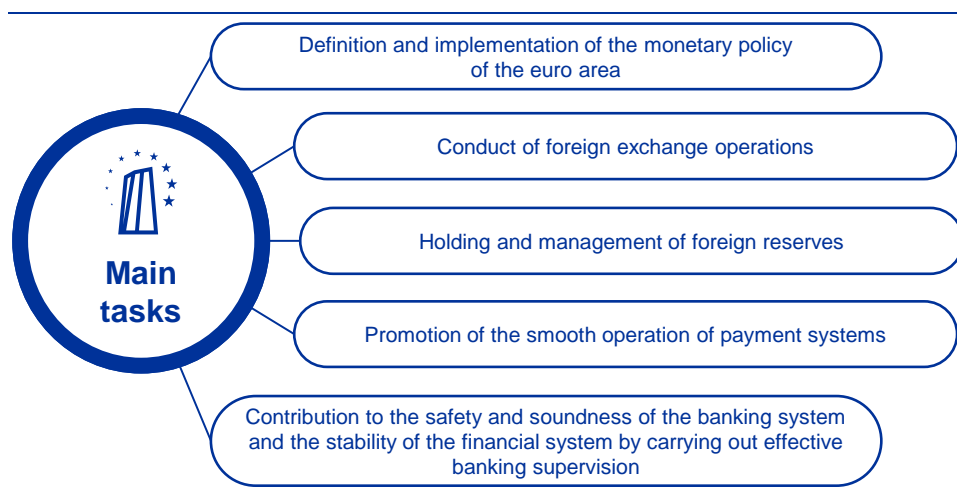 Definition and implementation of the monetary policy
of the euro area
Conduct of foreign exchange operations
Main
tasks
Holding and management of foreign reserves
Promotion of the smooth operation of payment systems
Contribution to the safety and soundness of the banking system
and the stability of the financial system by carrying out effective
banking supervision